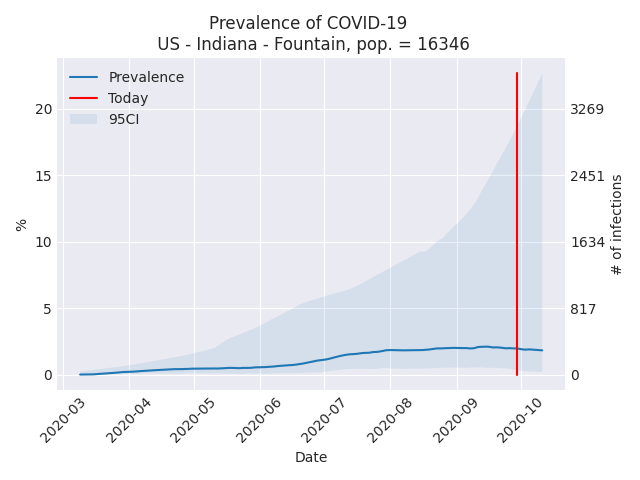 Prevalence of COVID-19
US - Indiana - Fountain, pop. = 16346
Prevalence
Today
95CI
20
15
10
5
0
%
3269
2451
1634
817
0
# of infections
2020-03
2020-04
2020-05
2020-06
2020-07
2020-08
2020-09
2020-10
Date